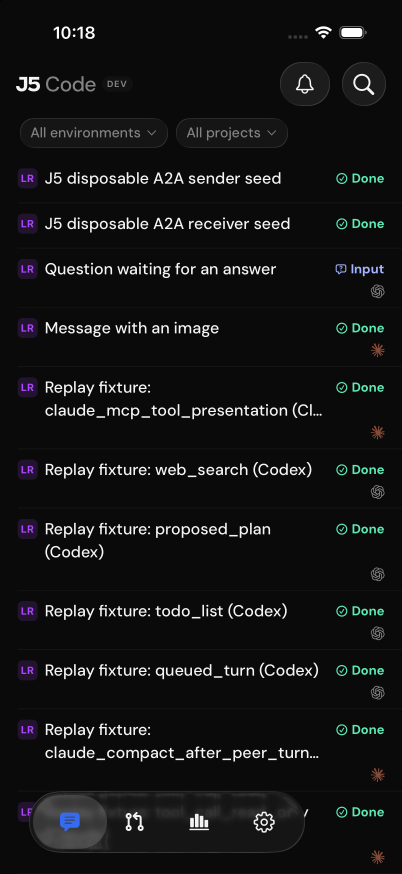 10:18
J5 Code DEV
All environments
All projects
LR J5 disposable A2A sender seed Done
LR J5 disposable A2A receiver seed Done
LR Question waiting for an answer Input
LR Message with an image Done
LR Replay fixture: Done
claude_mcp_tool_presentation (Cl...
LR Replay fixture: web_search (Codex) Done
LR Replay fixture: proposed_plan Done
(Codex)
LR Replay fixture: todo_list (Codex) Done
LR Replay fixture: queued_turn (Codex) Done
LR Replay fixture: Done
claude_compact_after_peer_turn...
Done